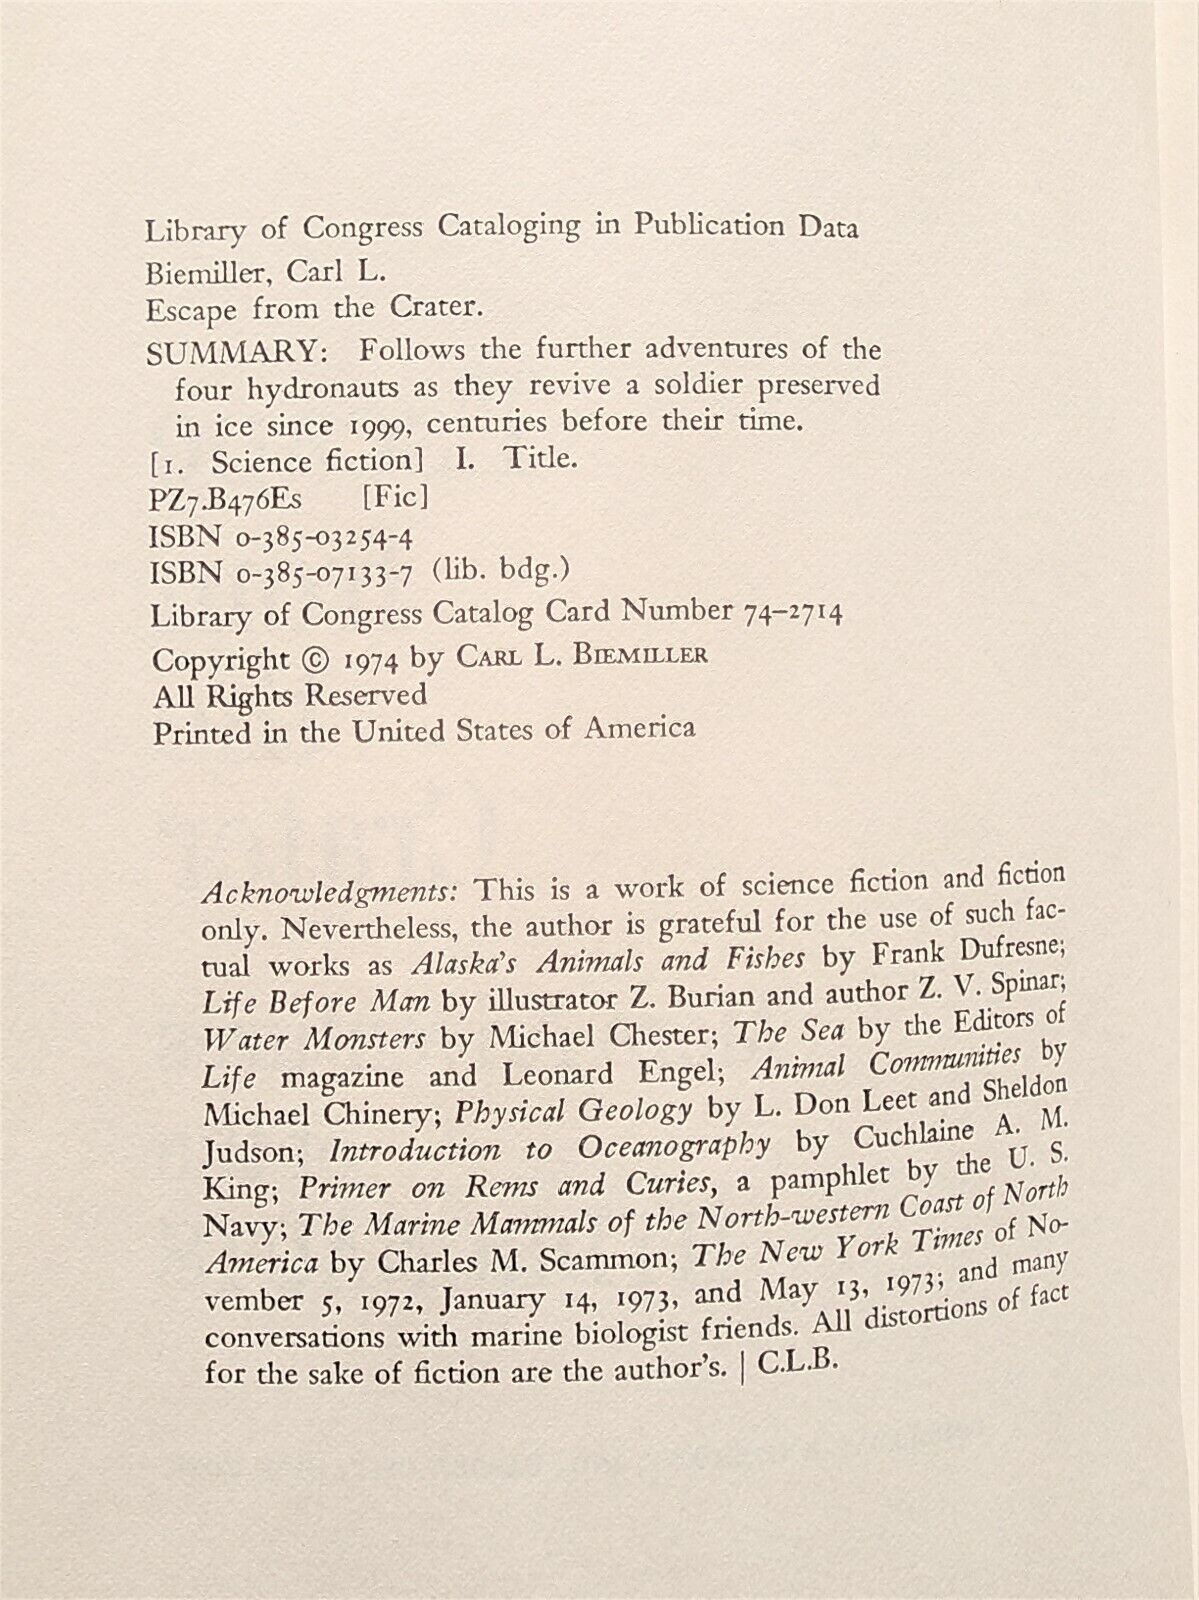 Library of Congress Cataloging in Publication Data
Biemiller, Carl L.
Escape from the Crater.
SUMMARY: Follows the further adventures of the
four hydronauts as they revive a soldier preserved
in ice since 1999, centuries before their time.
[1. Science fiction] I. Title.
PZ7.B476Es [Fic]
ISBN 0-385-03254-4
ISBN 0-385-07133-7 (lib. bdg.)
Library of Congress Catalog Card Number 74–2714
Copyright © 1974 by CARL L. BIEMILLER
All Rights Reserved
Printed in the United States of America
Acknowledgments: This is a work of science fiction and fiction
only. Nevertheless, the author is grateful for the use of such fac-
tual works as Alaska's Animals and Fishes by Frank Dufresne;
Life Before Man by illustrator Z. Burian and author Z. V. Spinar;
Water Monsters by Michael Chester; The Sea by the Editors of
Life magazine and Leonard Engel; Animal Communities by
Michael Chinery; Physical Geology by L. Don Leet and Sheldon
Judson; Introduction to Oceanography by Cuchlaine A. M.
King; Primer on Rems and Curies, a pamphlet by the U. S.
Navy; The Marine Mammals of the North-western Coast of North
America by Charles M. Scammon; The New York Times of No-
vember 5, 1972, January 14, 1973, and May 13, 1973; and many
conversations with marine biologist friends. All distortions of fact
for the sake of fiction are the author's. | C.L.B.